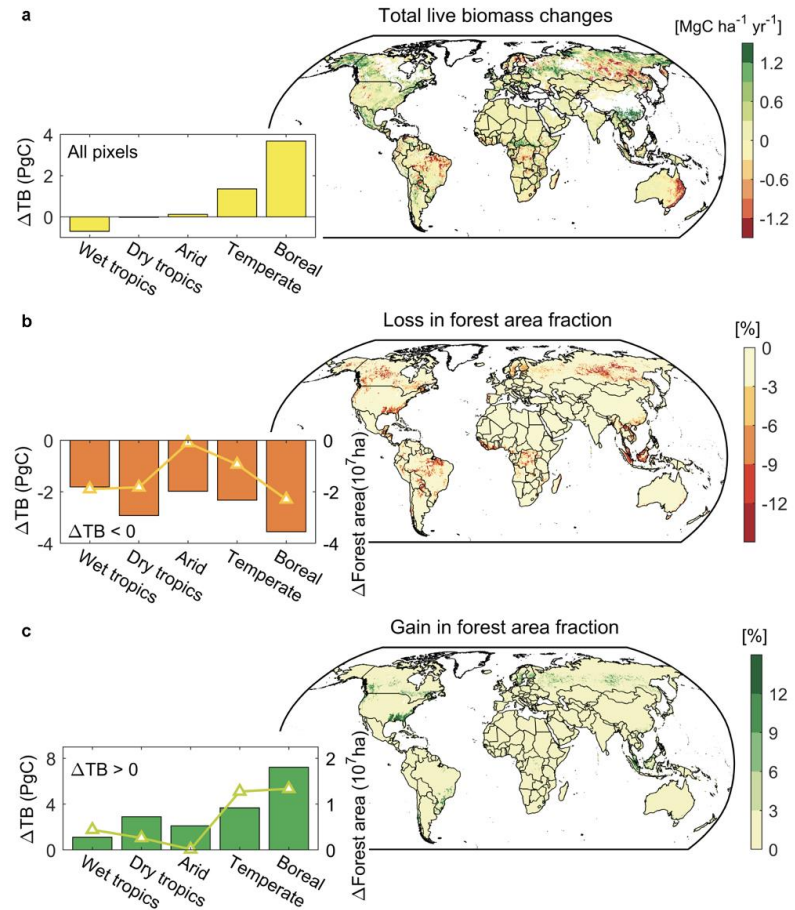 a
Total live biomass changes
[MgC ha⁻¹ yr⁻¹]
1.2
0.6
0
-0.6
-1.2
ΔTB (PgC)
4
2
0
All pixels
Wet tropics
Dry tropics
Arid
Temperate
Boreal
b
Loss in forest area fraction
[%]
0
-3
-6
-9
-12
ΔTB (PgC)
0
-2
-4
ΔTB < 0
0
-2
-4
ΔForest area(10⁷ha)
Wet tropics
Dry tropics
Arid
Temperate
Boreal
c
Gain in forest area fraction
[%]
12
9
6
3
0
ΔTB (PgC)
8
4
0
ΔTB > 0
2
1
0
ΔForest area (10⁷ha)
Wet tropics
Dry tropics
Arid
Temperate
Boreal